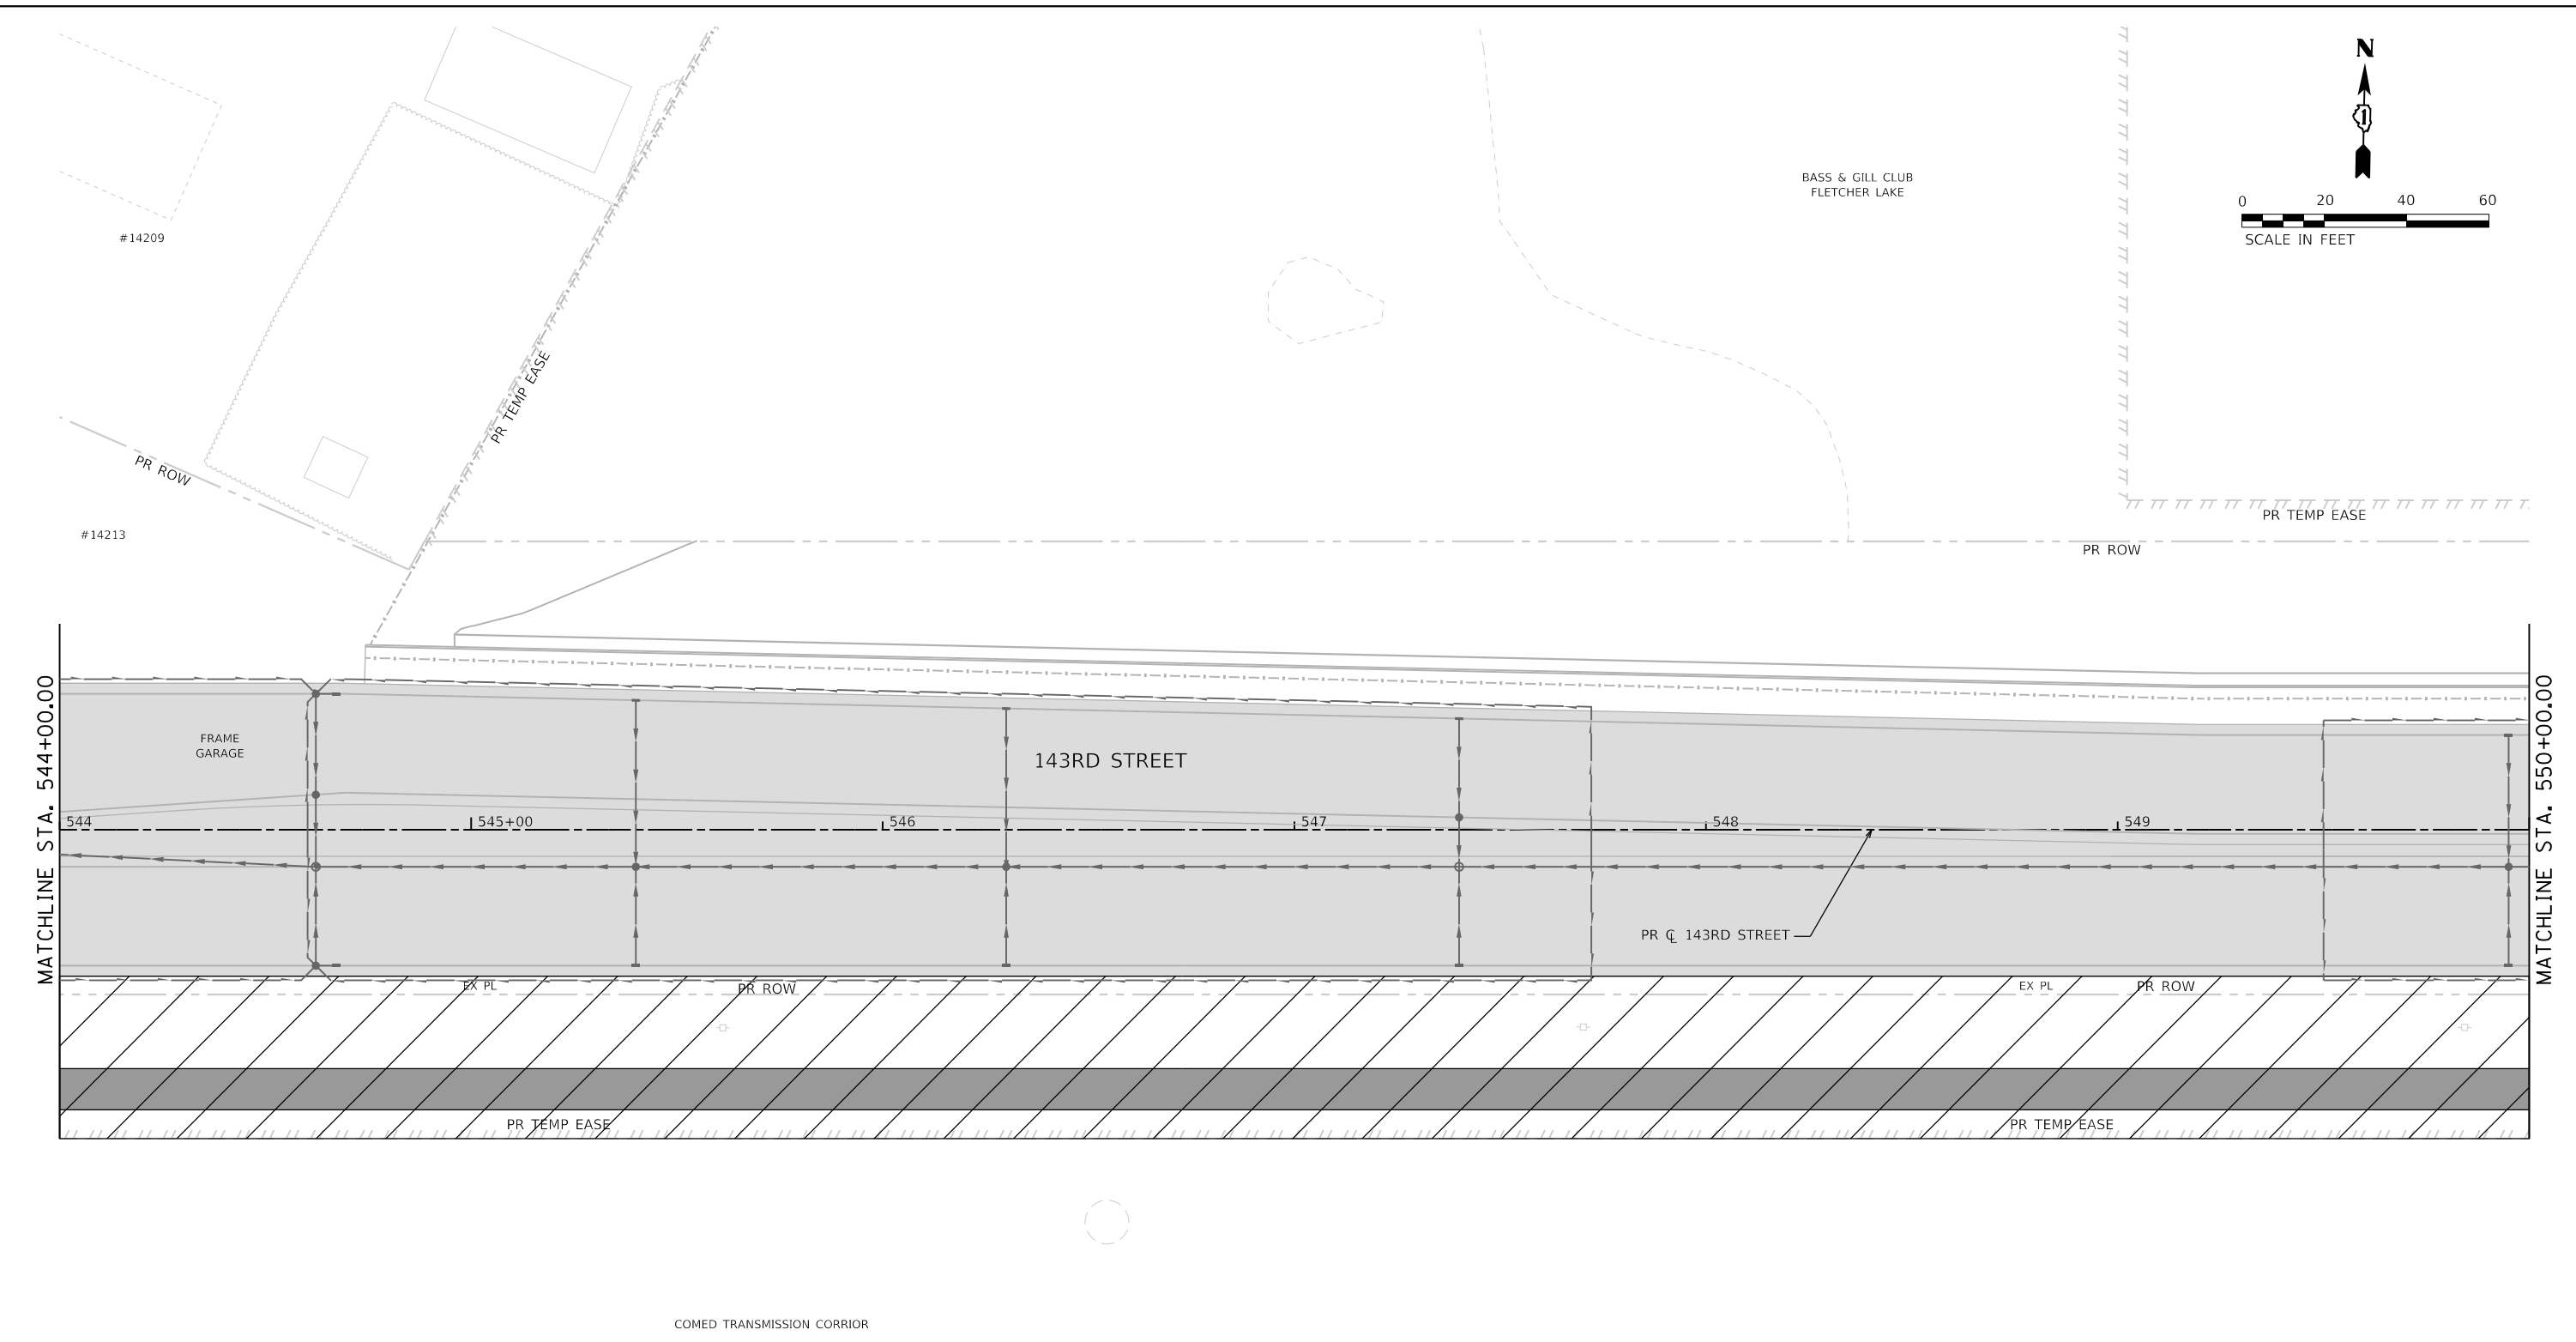 N
1
BASS & GILL CLUB
FLETCHER LAKE
0 20 40 60
SCALE IN FEET
#14209
PR TEMP EASE
PR ROW
#14213
PR TEMP EASE
PR ROW
MATCHLINE STA. 544+00.00
MATCHLINE STA. 550+00.00
FRAME
GARAGE
143RD STREET
544 545+00 546 547 548 549
PR ℄ 143RD STREET
EX PL PR ROW EX PL PR ROW
PR TEMP EASE PR TEMP EASE
COMED TRANSMISSION CORRIOR